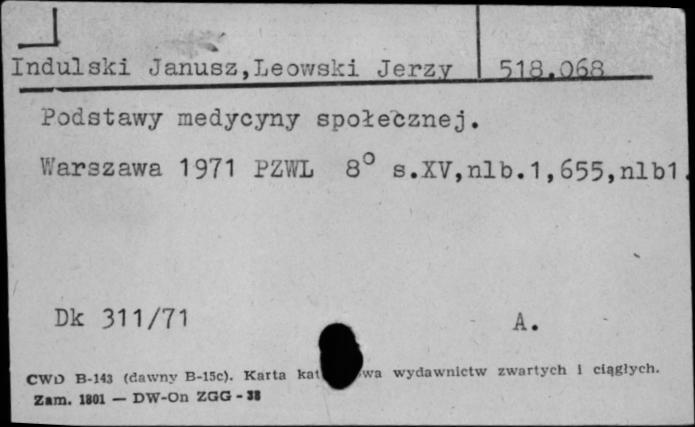 Indulski Janusz,Leowski Jerzy 518.068
Podstawy medycyny społecznej.
Warszawa 1971 PZWL 8° s.XV,nlb.1,655,nlb1.
Dk 311/71 A.
CWD B-143 (dawny B-15c). Karta kat wa wydawnictw zwartych i ciągłych.
Zam. 1801 — DW-On ZGG - 38